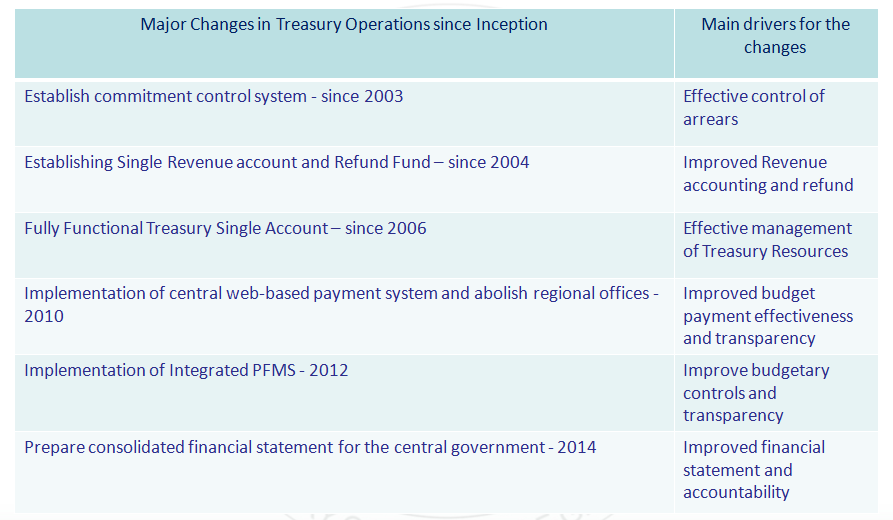 Major Changes in Treasury Operations since Inception
Main drivers for the
changes
Establish commitment control system - since 2003
Effective control of
arrears
Establishing Single Revenue account and Refund Fund – since 2004
Improved Revenue
accounting and refund
Fully Functional Treasury Single Account – since 2006
Effective management
of Treasury Resources
Implementation of central web-based payment system and abolish regional offices -
2010
Improved budget
payment effectiveness
and transparency
Implementation of Integrated PFMS - 2012
Improve budgetary
controls and
transparency
Prepare consolidated financial statement for the central government - 2014
Improved financial
statement and
accountability